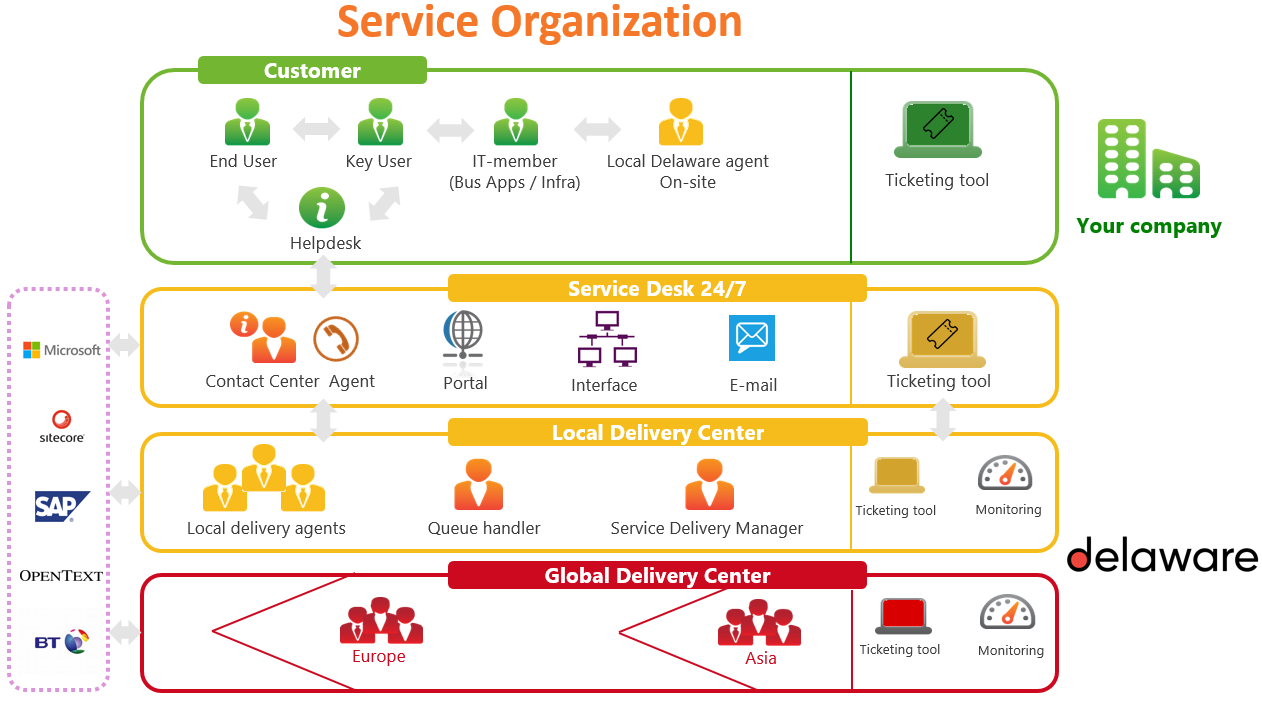 Service Organization
Customer
End User
Key User
IT-member
(Bus Apps / Infra)
Local Delaware agent
On-site
Ticketing tool
Helpdesk
Your company
Service Desk 24/7
Microsoft
Contact Center Agent
Portal
Interface
E-mail
Ticketing tool
sitecore
Local Delivery Center
SAP
Local delivery agents
Queue handler
Service Delivery Manager
Ticketing tool
Monitoring
delaware
OPENTEXT
Global Delivery Center
BT
Europe
Asia
Ticketing tool
Monitoring